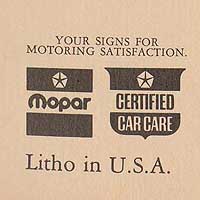 YOUR SIGNS FOR
MOTORING SATISFACTION.
mopar
CERTIFIED
CAR CARE
Litho in U.S.A.